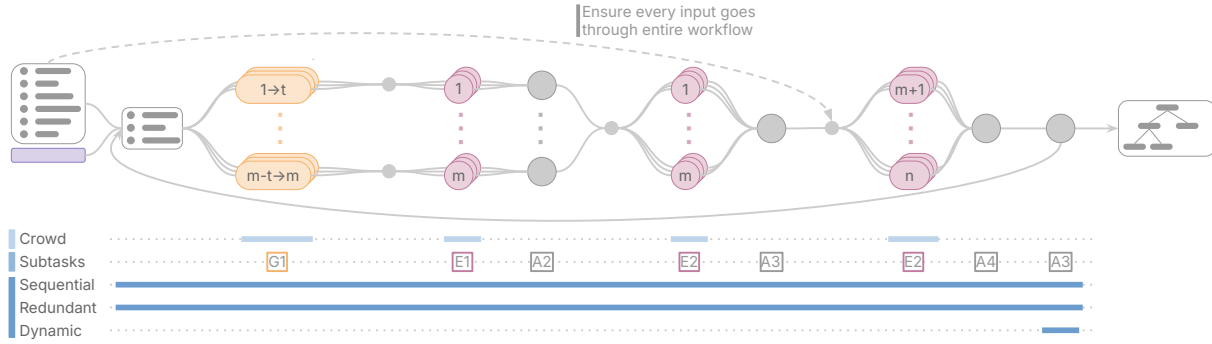 Ensure every input goes
through entire workflow
1→t
1
1
m+1
m-t→m
m
m
n
Crowd
Subtasks G1 E1 A2 E2 A3 E2 A4 A3
Sequential
Redundant
Dynamic